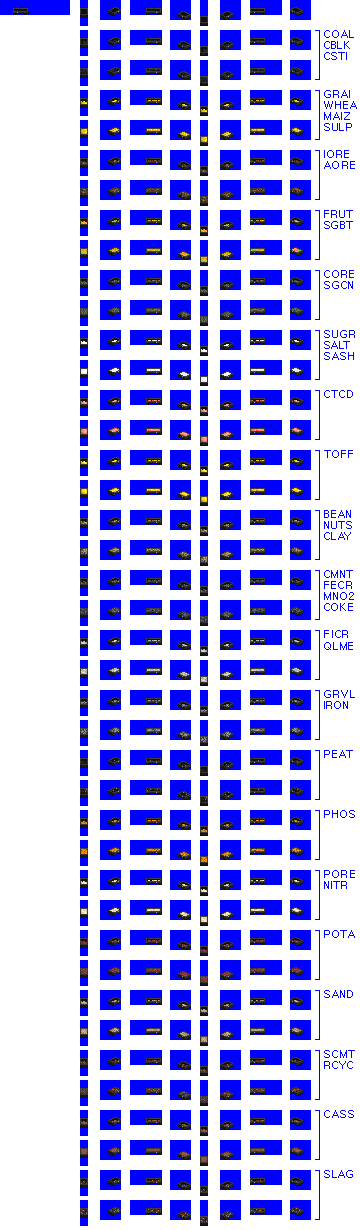 COAL
CBLK
CSTI
GRAI
WHEA
MAIZ
SULP
IORE
AORE
FRUT
SGBT
CORE
SGCN
SUGR
SALT
SASH
CTCD
TOFF
BEAN
NUTS
CLAY
CMNT
FECR
MNO2
COKE
FICR
QLME
GRVL
IRON
PEAT
PHOS
PORE
NITR
POTA
SAND
SCMT
RCYC
CASS
SLAG